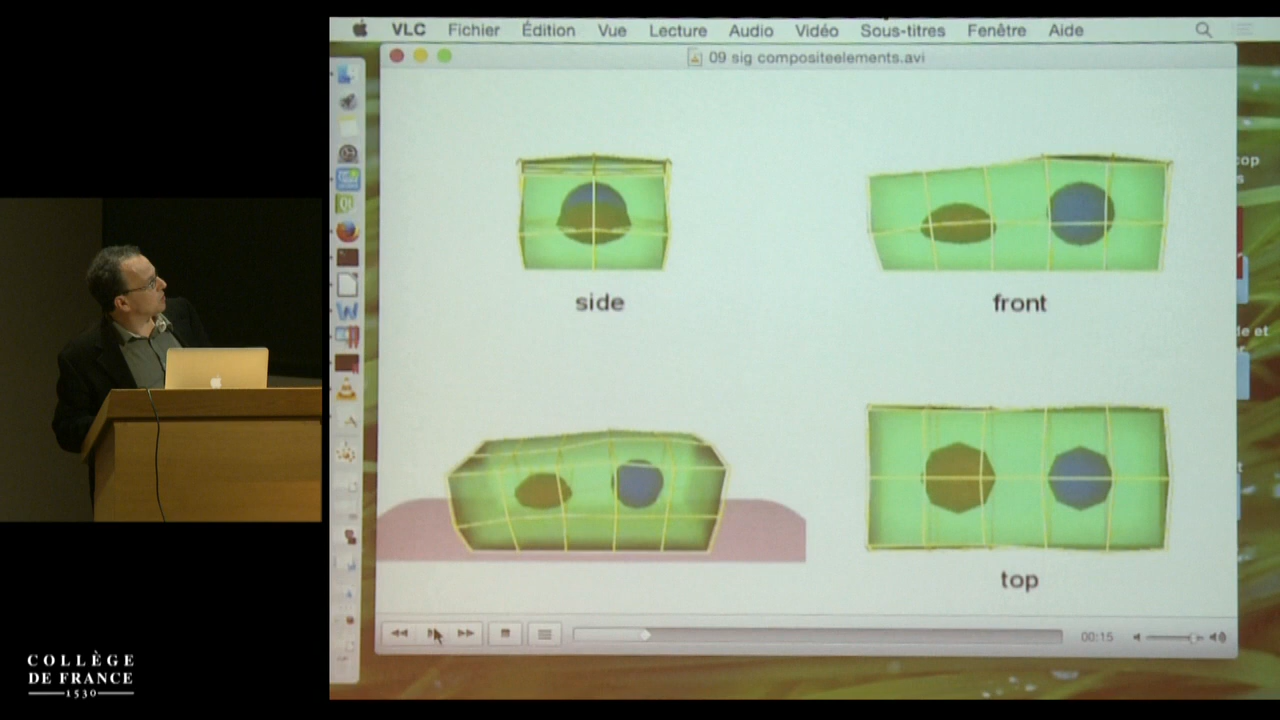 VLC Fichier Édition Vue Lecture Audio Vidéo Sous-titres Fenêtre Aide
09 sig compositeelements.avi
side
front
top
00:15
COLLÈGE
DE FRANCE
1530